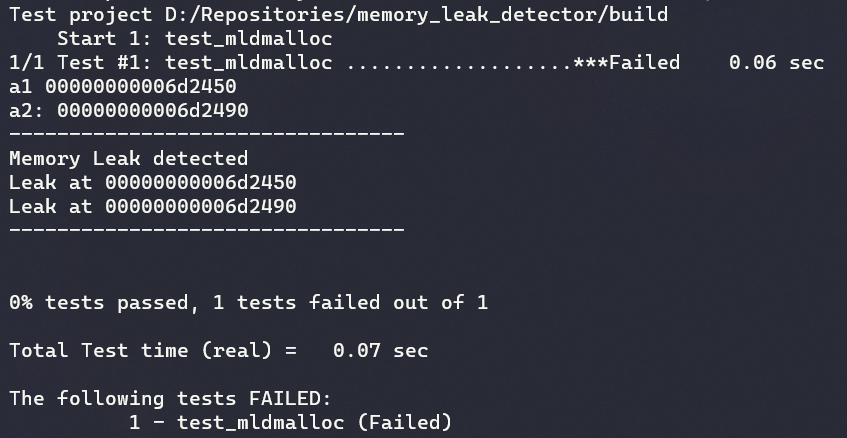 Test project D:/Repositories/memory_leak_detector/build
    Start 1: test_mldmalloc
1/1 Test #1: test_mldmalloc ...................***Failed    0.06 sec
a1 00000000006d2450
a2: 00000000006d2490
---------------------------------
Memory Leak detected
Leak at 00000000006d2450
Leak at 00000000006d2490
---------------------------------
0% tests passed, 1 tests failed out of 1
Total Test time (real) =   0.07 sec
The following tests FAILED:
          1 - test_mldmalloc (Failed)